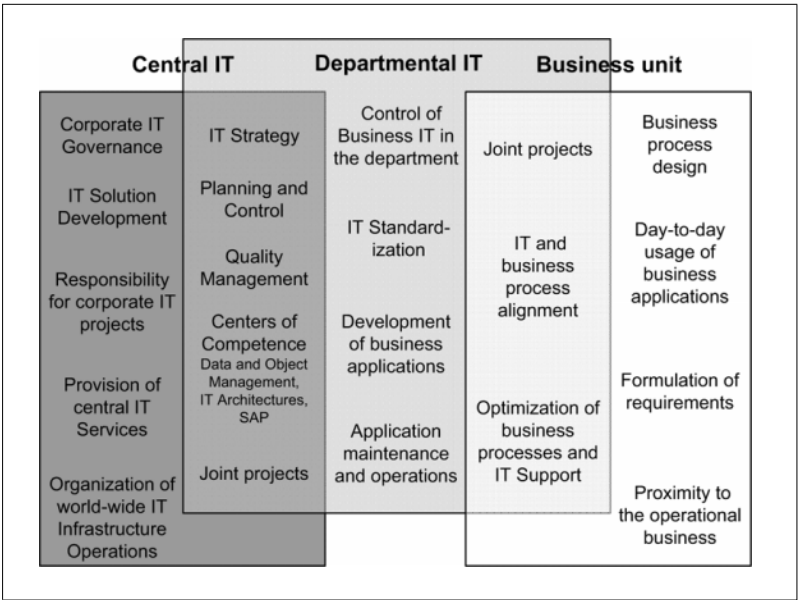 Central IT
Departmental IT
Business unit
Corporate IT
Governance
IT Solution
Development
Responsibility
for corporate IT
projects
Provision of
central IT
Services
Organization of
world-wide IT
Infrastructure
Operations
IT Strategy
Planning and
Control
Quality
Management
Centers of
Competence
Data and Object
Management,
IT Architectures,
SAP
Joint projects
Control of
Business IT in
the department
IT Standard-
ization
Development
of business
applications
Application
maintenance
and operations
Joint projects
IT and
business
process
alignment
Optimization of
business
processes and
IT Support
Business
process
design
Day-to-day
usage of
business
applications
Formulation of
requirements
Proximity to
the operational
business